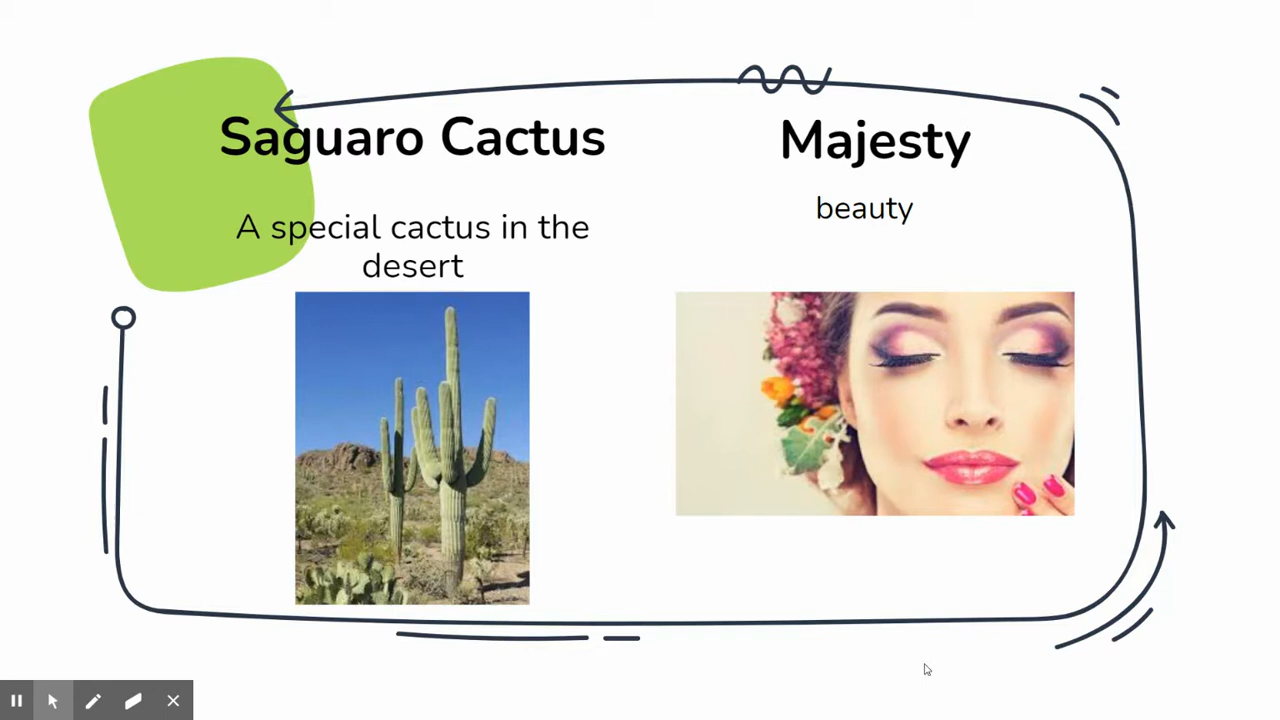 Saguaro Cactus
A special cactus in the
desert
Majesty
beauty